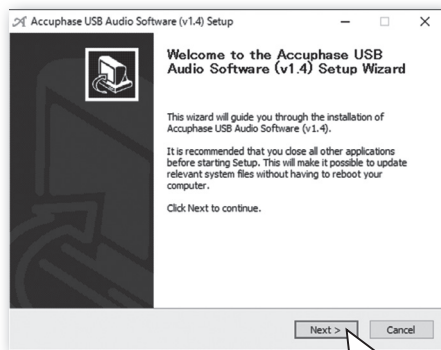 Accuphase USB Audio Software (v1.4) Setup
Welcome to the Accuphase USB
Audio Software (v1.4) Setup Wizard
This wizard will guide you through the installation of
Accuphase USB Audio Software (v1.4).
It is recommended that you close all other applications
before starting Setup. This will make it possible to update
relevant system files without having to reboot your
computer.
Click Next to continue.
Next >
Cancel